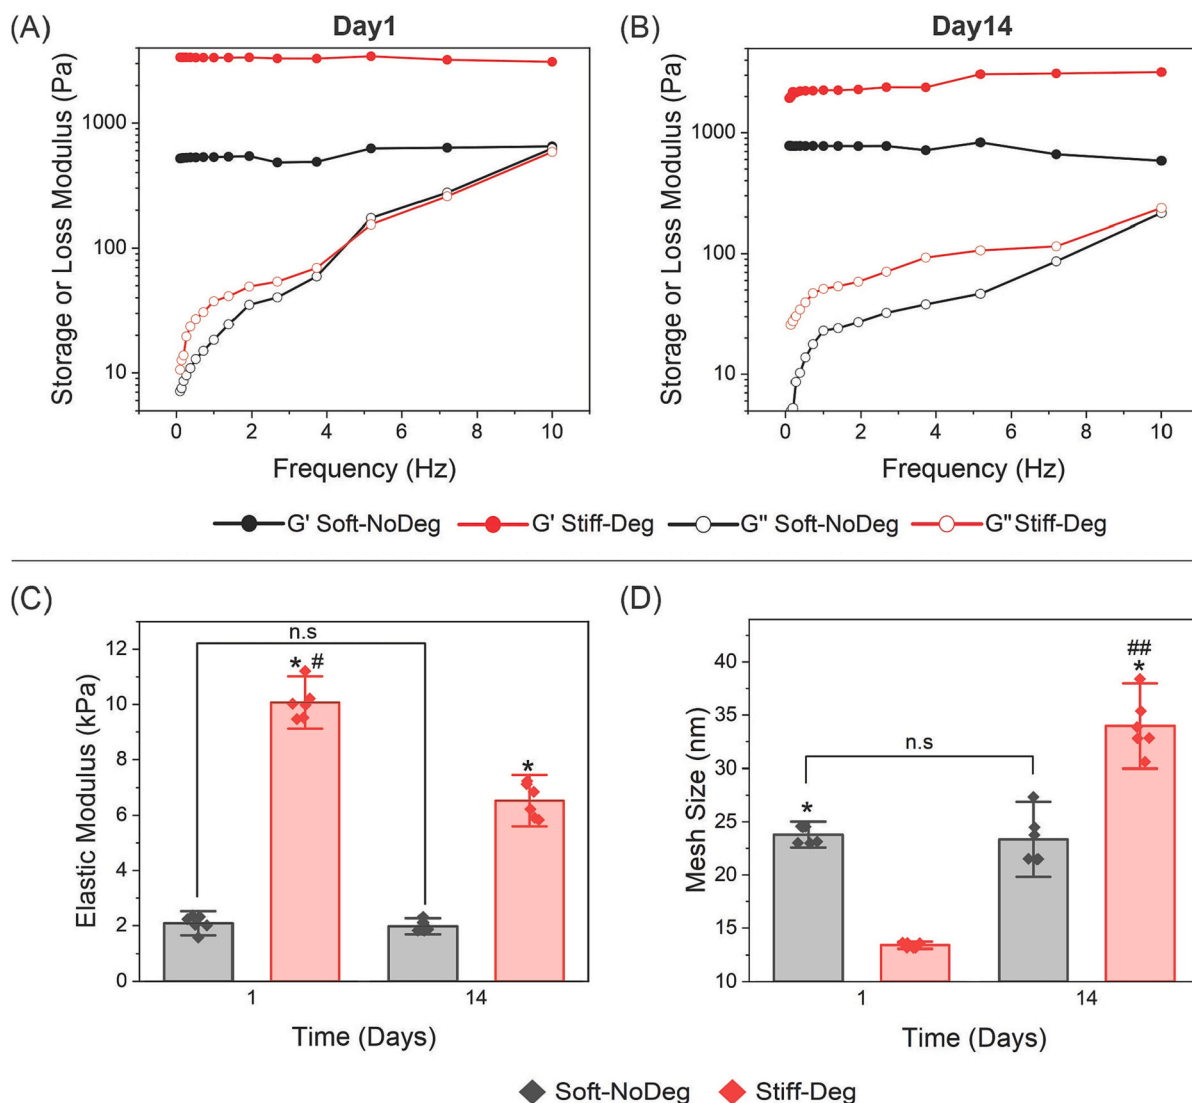 (A)
Day1
Storage or Loss Modulus (Pa)
1000
100
10
0 2 4 6 8 10
Frequency (Hz)
(B)
Day14
Storage or Loss Modulus (Pa)
1000
100
10
0 2 4 6 8 10
Frequency (Hz)
G' Soft-NoDeg G' Stiff-Deg G" Soft-NoDeg G" Stiff-Deg
(C)
Elastic Modulus (kPa)
12
10
8
6
4
2
0
n.s
* #
*
1 14
Time (Days)
(D)
Mesh Size (nm)
40
35
30
25
20
15
10
n.s
*
##
*
1 14
Time (Days)
Soft-NoDeg Stiff-Deg